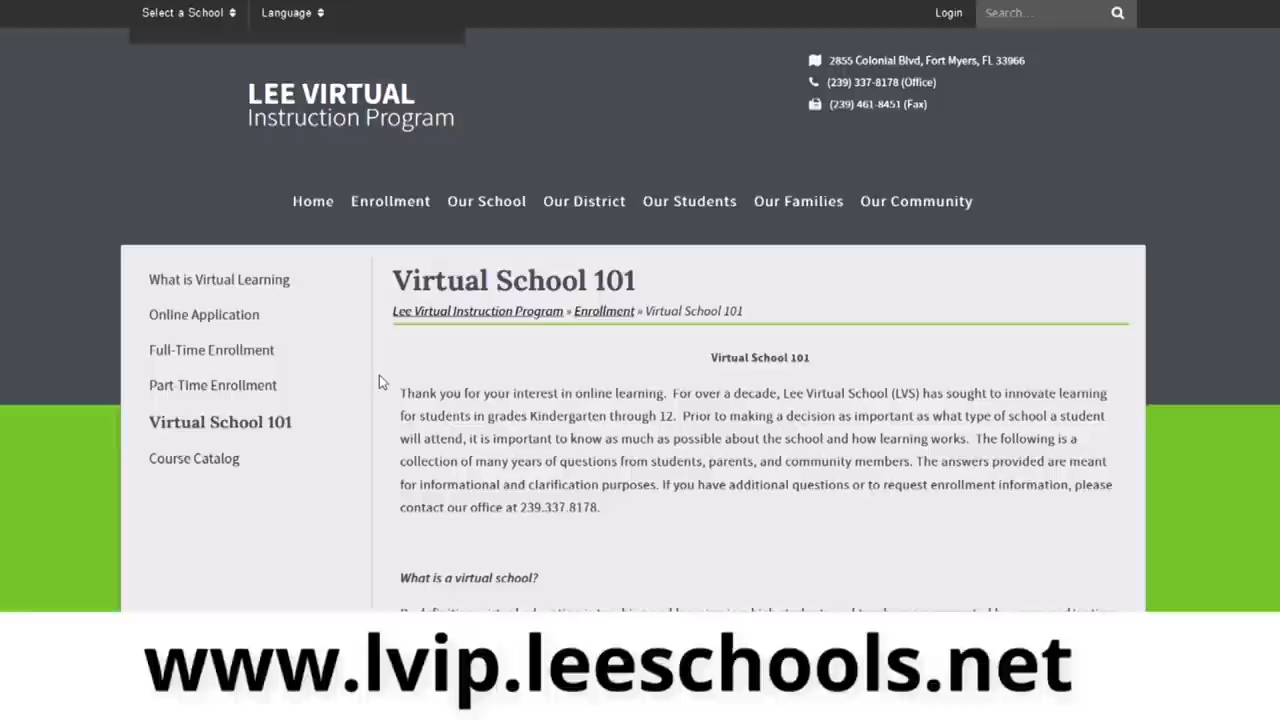 Select a School
Language
Login
Search...
2855 Colonial Blvd, Fort Myers, FL 33966
(239) 337-8178 (Office)
(239) 461-8451 (Fax)
LEE VIRTUAL
Instruction Program
Home Enrollment Our School Our District Our Students Our Families Our Community
What is Virtual Learning
Online Application
Full-Time Enrollment
Part-Time Enrollment
Virtual School 101
Course Catalog
Virtual School 101
Lee Virtual Instruction Program » Enrollment » Virtual School 101
Virtual School 101
Thank you for your interest in online learning. For over a decade, Lee Virtual School (LVS) has sought to innovate learning
for students in grades Kindergarten through 12. Prior to making a decision as important as what type of school a student
will attend, it is important to know as much as possible about the school and how learning works. The following is a
collection of many years of questions from students, parents, and community members. The answers provided are meant
for informational and clarification purposes. If you have additional questions or to request enrollment information, please
contact our office at 239.337.8178.
What is a virtual school?
www.lvip.leeschools.net